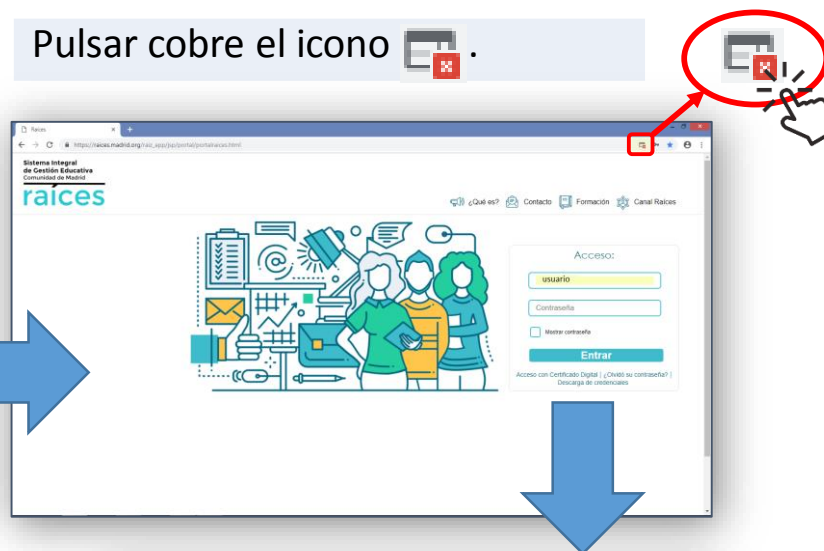 Pulsar cobre el icono .
Raíces
https://raices.madrid.org/raiz_app/jsp/portal/portalraices.html
Sistema Integral
de Gestión Educativa
Comunidad de Madrid
raíces
¿Qué es? Contacto Formación Canal Raíces
Acceso:
usuario
Contraseña
Mostrar contraseña
Entrar
Acceso con Certificado Digital | ¿Olvidó su contraseña? |
Descarga de credenciales